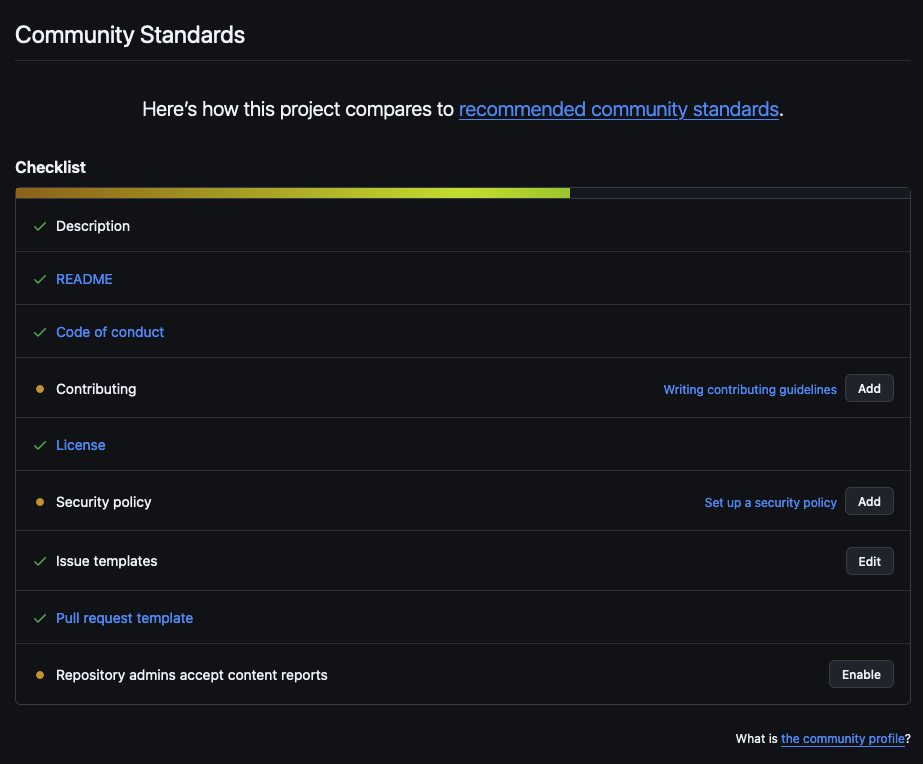 Community Standards
Here’s how this project compares to recommended community standards.
Checklist
Description
README
Code of conduct
Contributing Writing contributing guidelines Add
License
Security policy Set up a security policy Add
Issue templates Edit
Pull request template
Repository admins accept content reports Enable
What is the community profile?